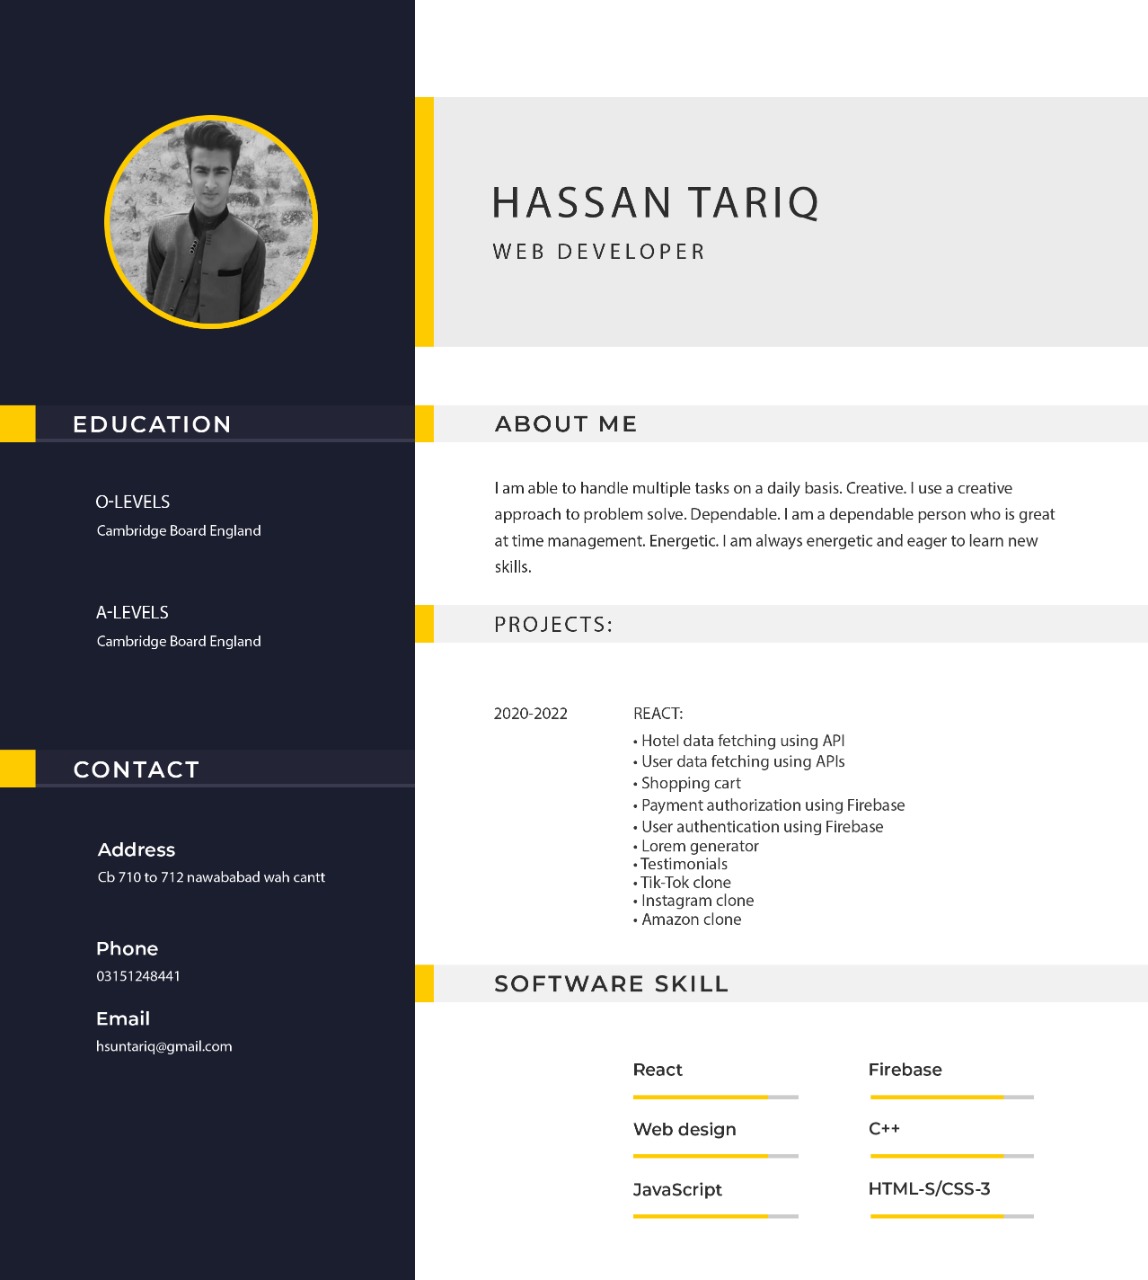 HASSAN TARIQ
WEB DEVELOPER
EDUCATION
O-LEVELS
Cambridge Board England
A-LEVELS
Cambridge Board England
CONTACT
Address
Cb 710 to 712 nawababad wah cantt
Phone
03151248441
Email
hsuntariq@gmail.com
ABOUT ME
I am able to handle multiple tasks on a daily basis. Creative. I use a creative
approach to problem solve. Dependable. I am a dependable person who is great
at time management. Energetic. I am always energetic and eager to learn new
skills.
PROJECTS:
2020-2022
REACT:
• Hotel data fetching using API
• User data fetching using APIs
• Shopping cart
• Payment authorization using Firebase
• User authentication using Firebase
• Lorem generator
• Testimonials
• Tik-Tok clone
• Instagram clone
• Amazon clone
SOFTWARE SKILL
React
Firebase
Web design
C++
JavaScript
HTML-S/CSS-3